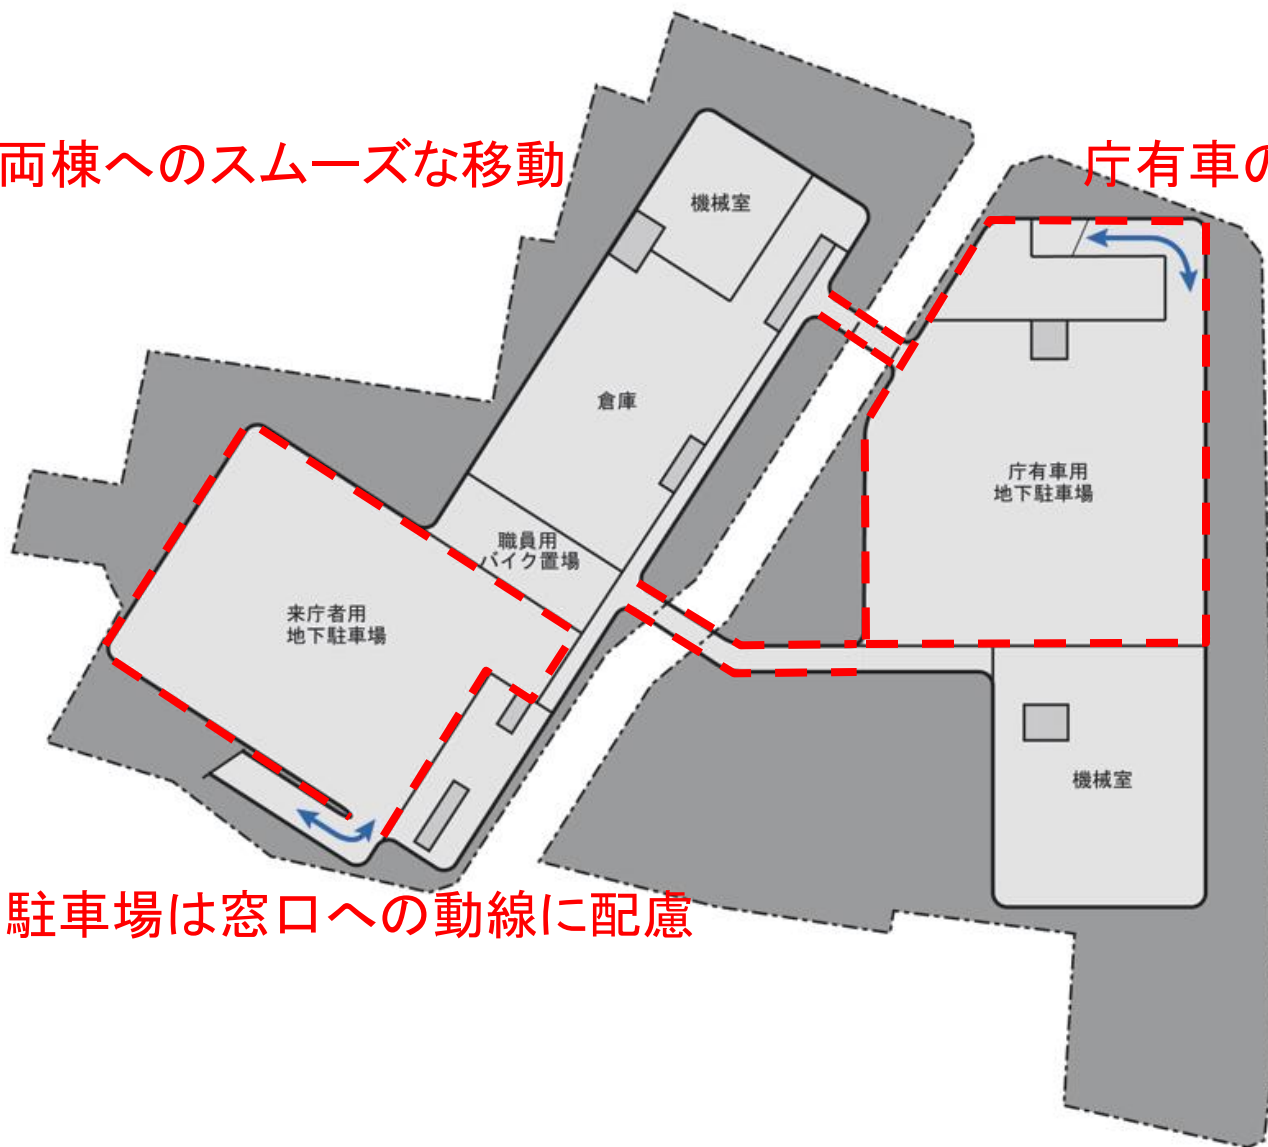 両棟へのスムーズな移動
庁有車の
機械室
倉庫
庁有車用
地下駐車場
職員用
バイク置場
来庁者用
地下駐車場
機械室
駐車場は窓口への動線に配慮